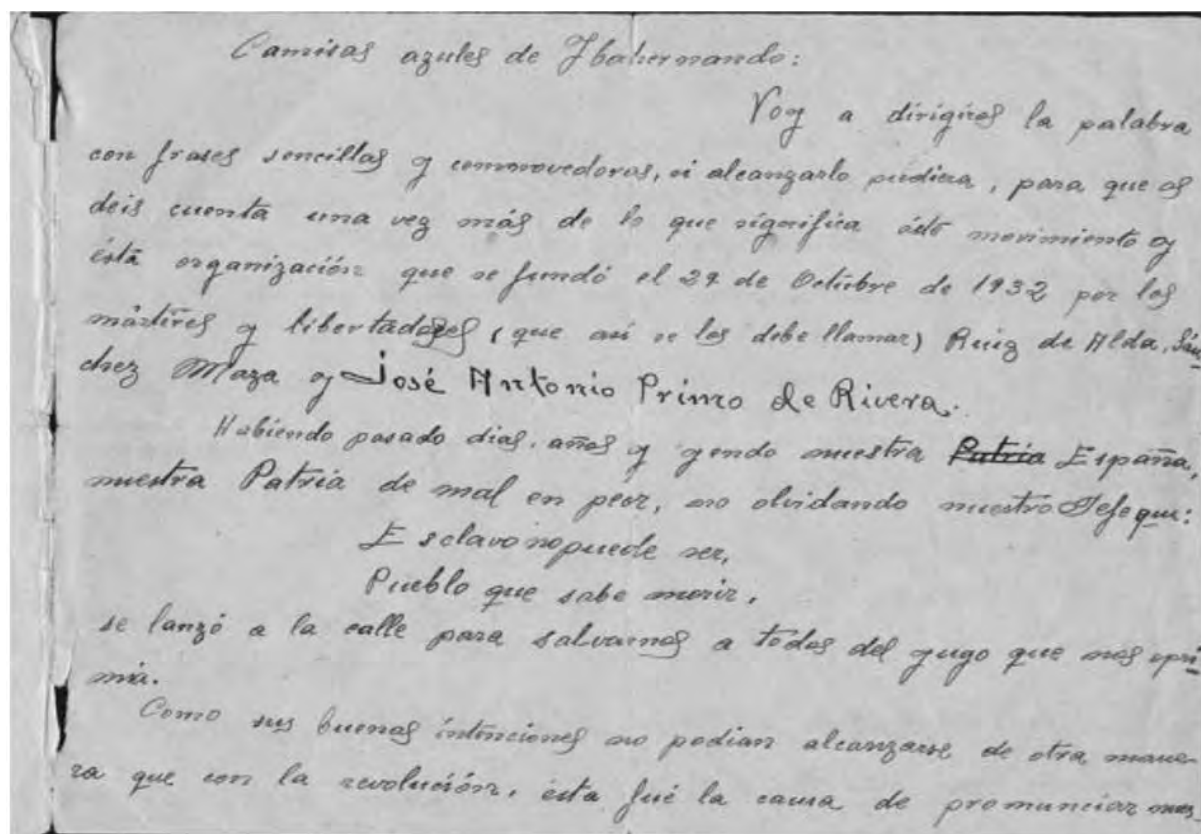 Camisas azules de Ibahernando:
Voy a dirigiros la palabra
con frases sencillas y conmovedoras, si alcanzarlo pudiera, para que os
deis cuenta una vez más de lo que significa éste movimiento y
ésta organización que se fundó el 29 de Octubre de 1932 por los
mártires y libertadores (que así se les debe llamar) Ruiz de Alda, Sán
chez Maza y José Antonio Primo de Rivera.
Habiendo pasado dias, años y yendo nuestra Patria España,
nuestra Patria de mal en peor, no olvidando nuestro Jefe que:
Esclavo no puede ser,
Pueblo que sabe morir,
se lanzó a la calle para salvarnos a todos del yugo que nos opri
mía.
Como sus buenas intenciones no podian alcanzarse de otra mane-
ra que con la revolución, ésta fué la causa de pronunciar nues